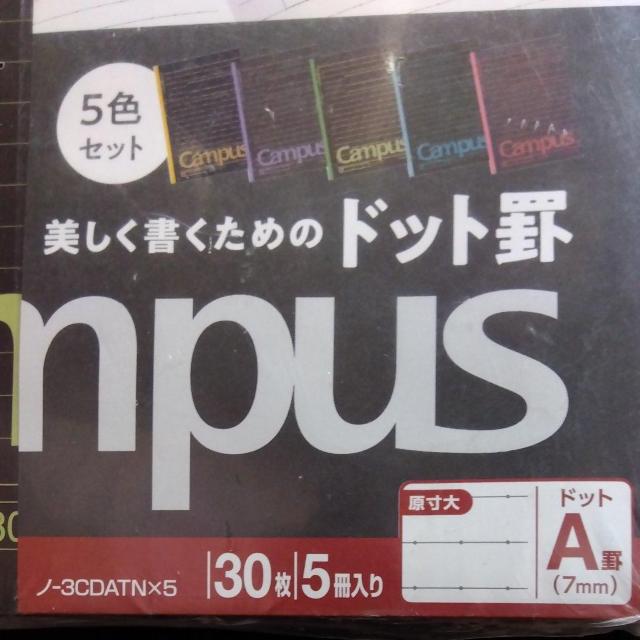 5色
セット
Campus
Campus
Campus
Campus
Campus
美しく書くための ドット罫
mpus
原寸大
ドット
A罫
(7mm)
ノ-3CDATN×5
30枚 5冊入り